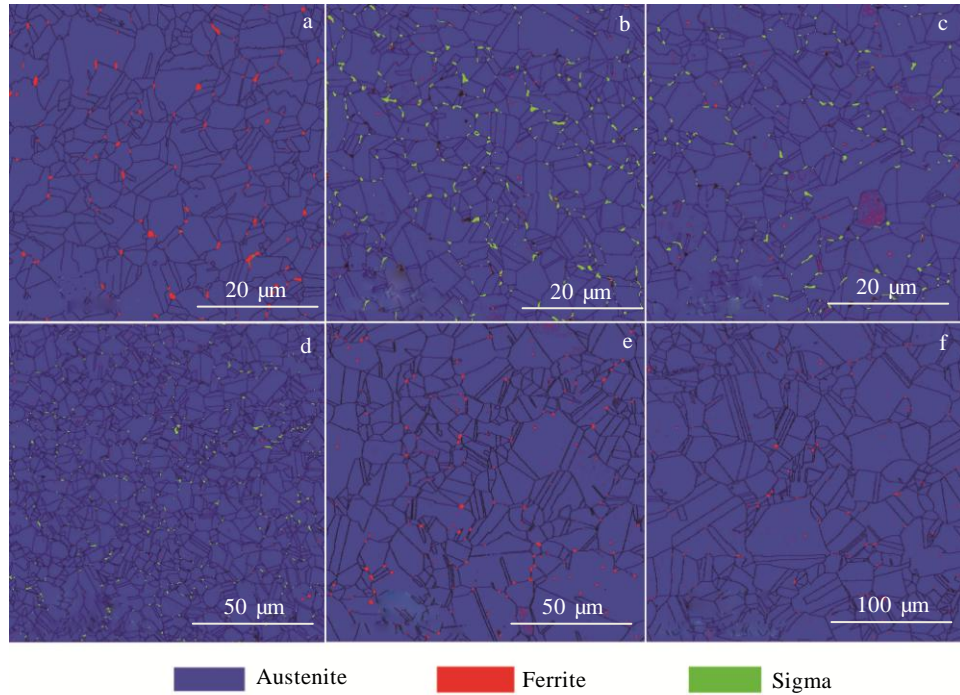 a
b
c
20 μm
20 μm
20 μm
d
e
f
50 μm
50 μm
100 μm
Austenite
Ferrite
Sigma